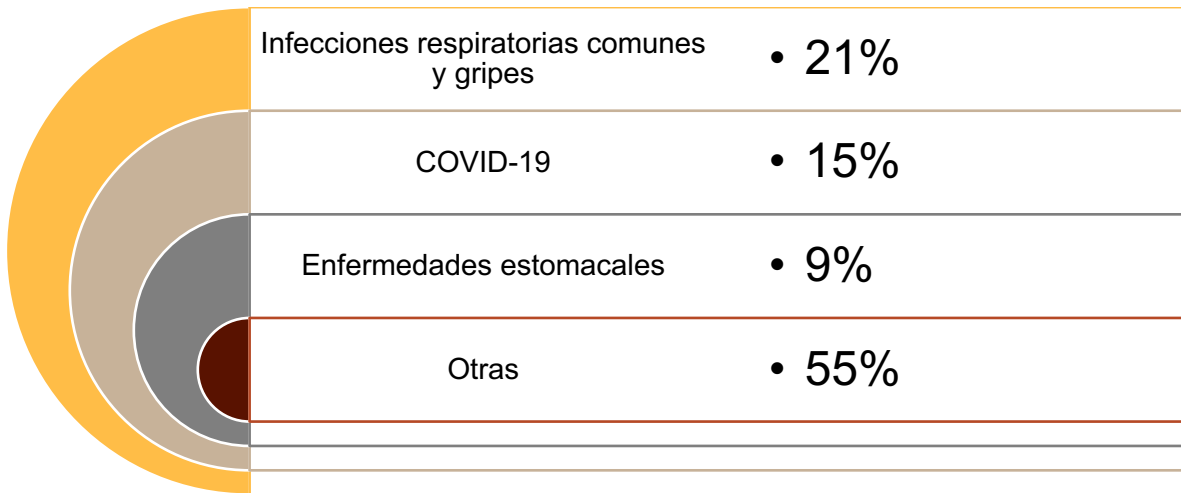 Infecciones respiratorias comunes
y gripes
• 21%
COVID-19
• 15%
Enfermedades estomacales
• 9%
Otras
• 55%